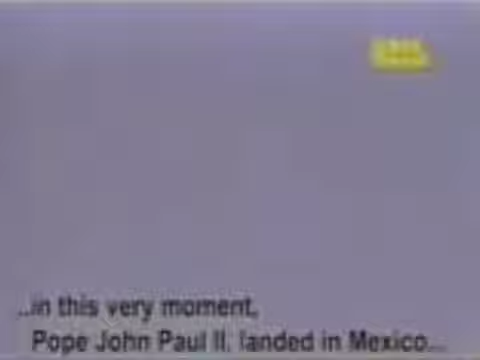 ..in this very moment,
Pope John Paul II, landed in Mexico...